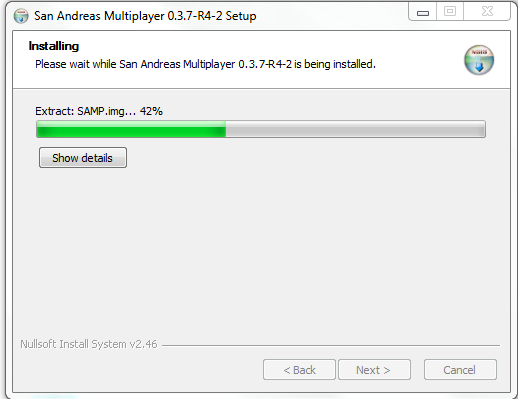 San Andreas Multiplayer 0.3.7-R4-2 Setup
Installing
Please wait while San Andreas Multiplayer 0.3.7-R4-2 is being installed.
Extract: SAMP.img... 42%
Show details
Nullsoft Install System v2.46
< Back
Next >
Cancel